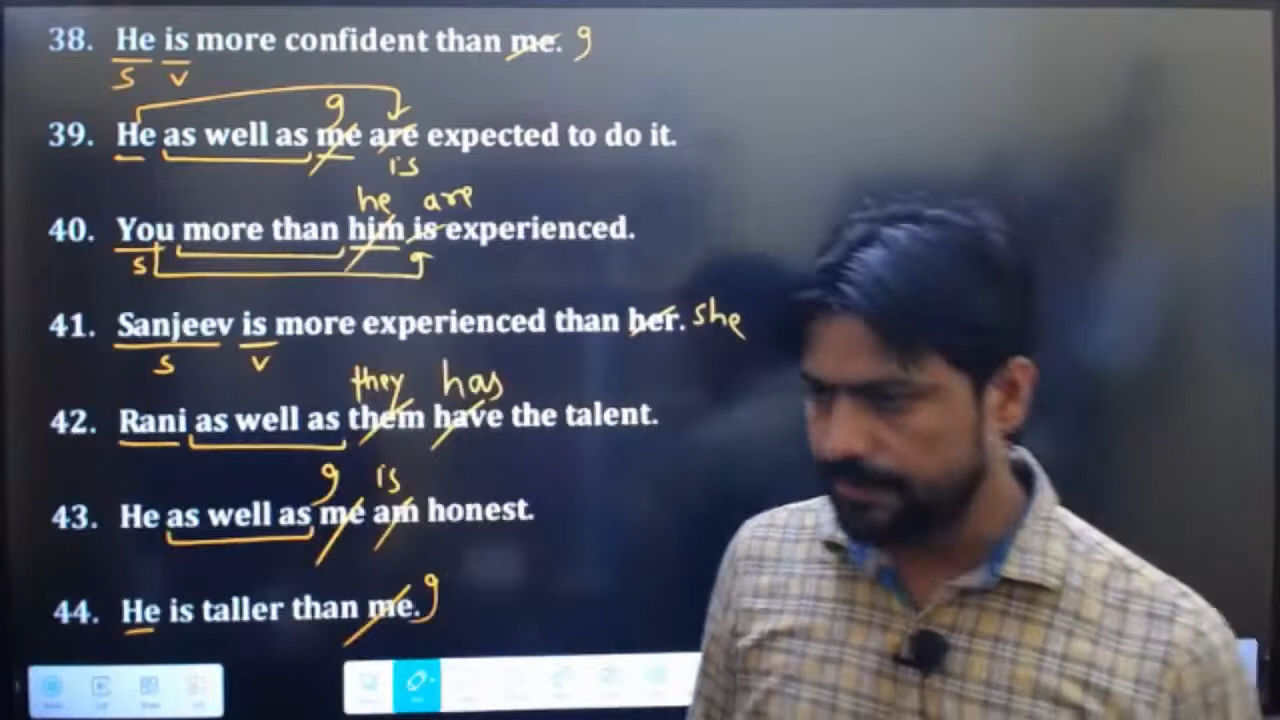 38. He is more confident than me. I
S V
I
39. He as well as me are expected to do it.
is
he are
40. You more than him is experienced.
S
41. Sanjeev is more experienced than her. she
S V
they has
42. Rani as well as them have the talent.
I is
43. He as well as me am honest.
44. He is taller than me. I